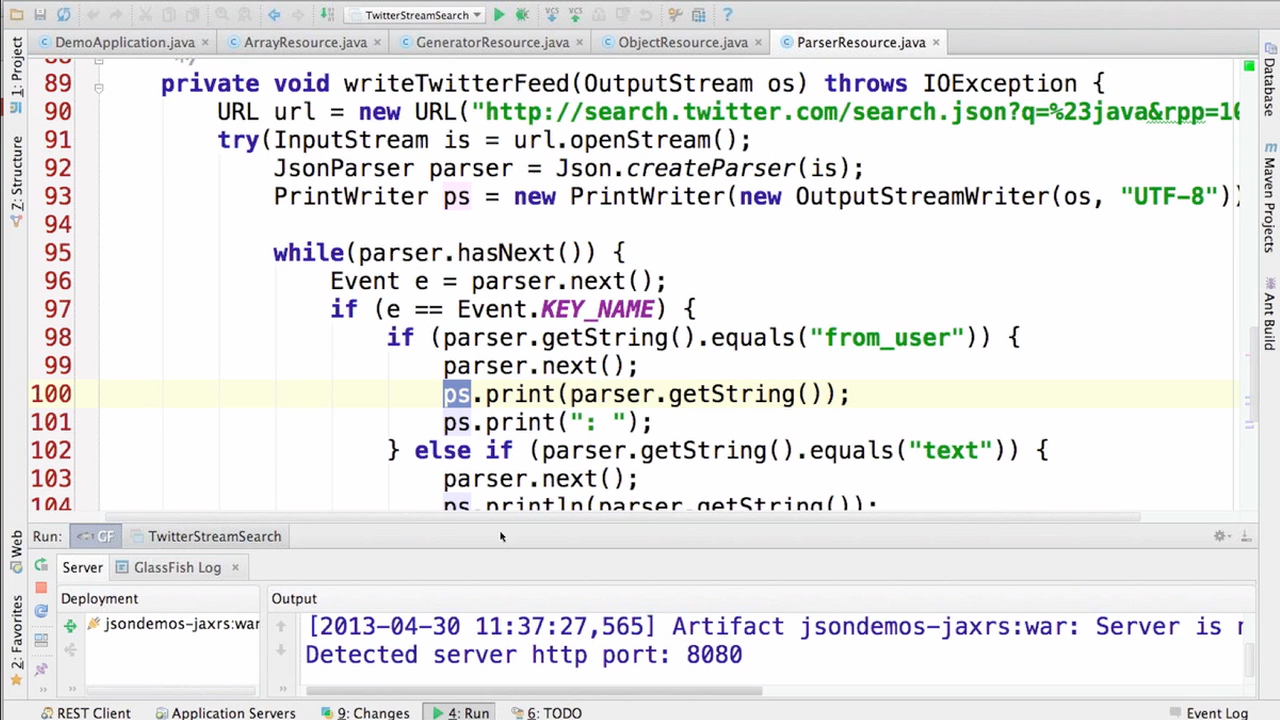 TwitterStreamSearch
DemoApplication.java
ArrayResource.java
GeneratorResource.java
ObjectResource.java
ParserResource.java
1: Project
Z: Structure
Web
2: Favorites
89 private void writeTwitterFeed(OutputStream os) throws IOException {
90 URL url = new URL("http://search.twitter.com/search.json?q=%23java&rpp=10
91 try(InputStream is = url.openStream();
92 JsonParser parser = Json.createParser(is);
93 PrintWriter ps = new PrintWriter(new OutputStreamWriter(os, "UTF-8"))
94
95 while(parser.hasNext()) {
96 Event e = parser.next();
97 if (e == Event.KEY_NAME) {
98 if (parser.getString().equals("from_user")) {
99 parser.next();
100 ps.print(parser.getString());
101 ps.print(": ");
102 } else if (parser.getString().equals("text")) {
103 parser.next();
104 ps.println(parser.getString());
Database
Maven Projects
Ant Build
Run: GF TwitterStreamSearch
Server GlassFish Log
Deployment
jsondemos-jaxrs:war
Output
[2013-04-30 11:37:27,565] Artifact jsondemos-jaxrs:war: Server is
Detected server http port: 8080
REST Client Application Servers 9: Changes 4: Run 6: TODO Event Log